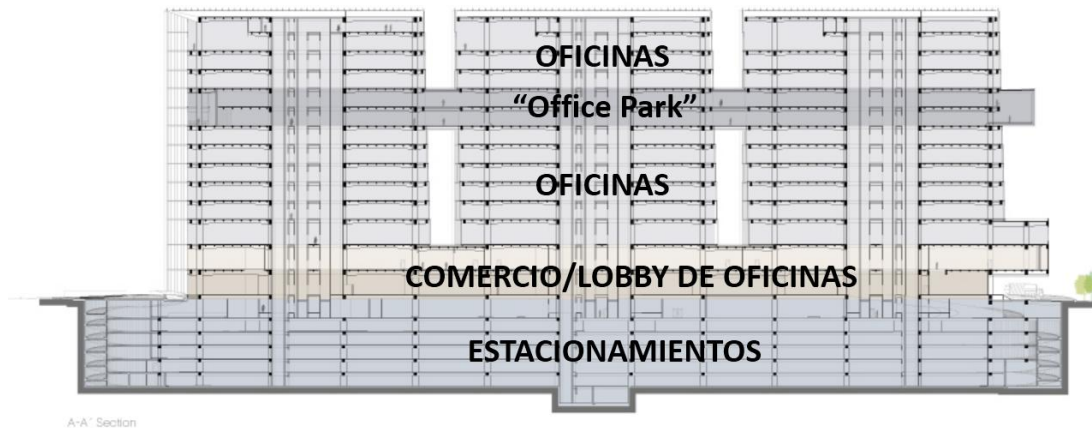 OFICINAS
“Office Park”
OFICINAS
COMERCIO/LOBBY DE OFICINAS
ESTACIONAMIENTOS
A-A' Section